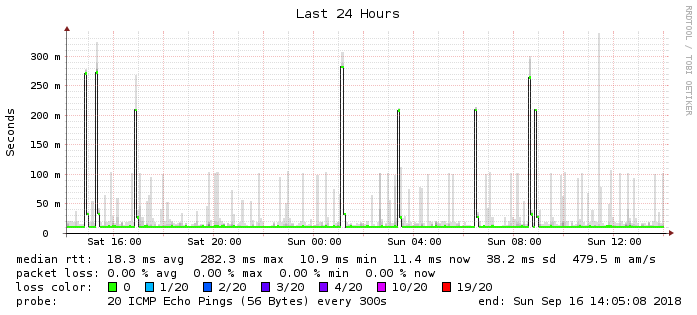 Last 24 Hours
RRDTOOL / TOBI OETIKER
Seconds
300 m
250 m
200 m
150 m
100 m
50 m
0
Sat 16:00 Sat 20:00 Sun 00:00 Sun 04:00 Sun 08:00 Sun 12:00
median rtt: 18.3 ms avg 282.3 ms max 10.9 ms min 11.4 ms now 38.2 ms sd 479.5 m am/s
packet loss: 0.00 % avg 0.00 % max 0.00 % min 0.00 % now
loss color: 0 1/20 2/20 3/20 4/20 10/20 19/20
probe: 20 ICMP Echo Pings (56 Bytes) every 300s end: Sun Sep 16 14:05:08 2018